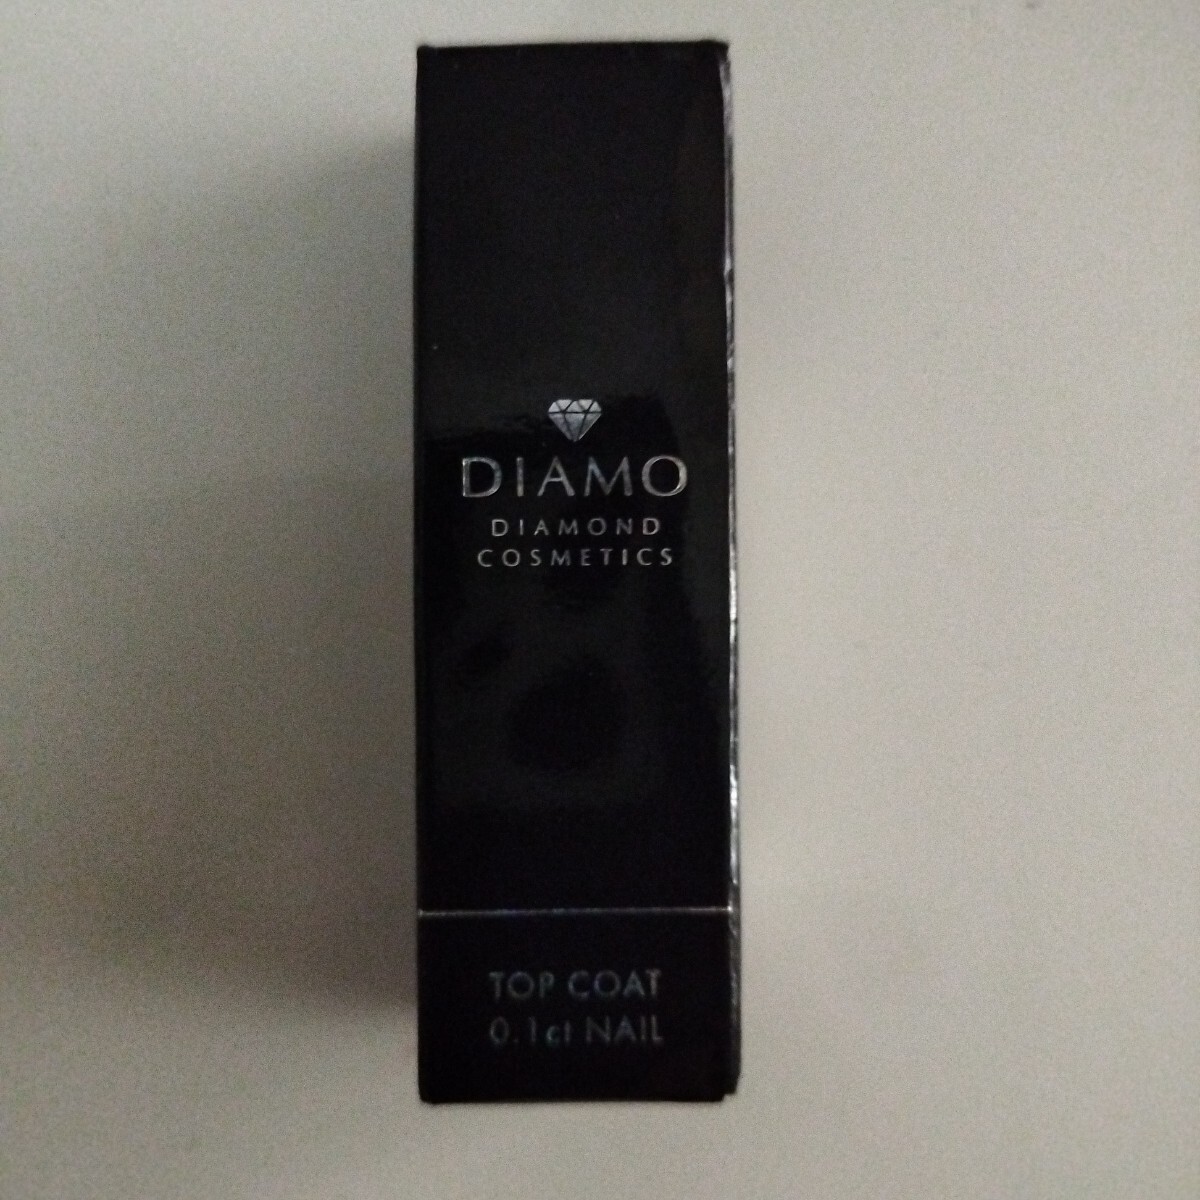 DIAMO
DIAMOND
COSMETICS
TOP COAT
0.1ct NAIL